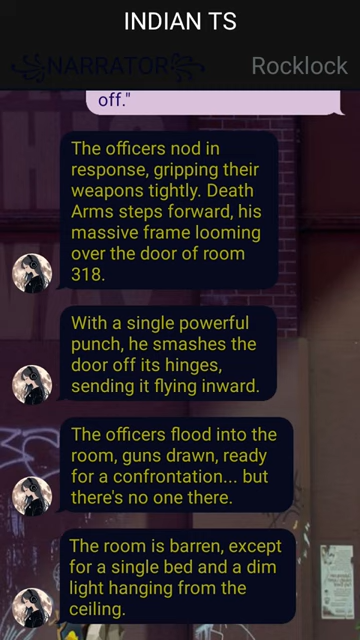 INDIAN TS
NARRATOR
Rocklock
off."
The officers nod in
response, gripping their
weapons tightly. Death
Arms steps forward, his
massive frame looming
over the door of room
318.
With a single powerful
punch, he smashes the
door off its hinges,
sending it flying inward.
The officers flood into the
room, guns drawn, ready
for a confrontation... but
there's no one there.
The room is barren, except
for a single bed and a dim
light hanging from the
ceiling.